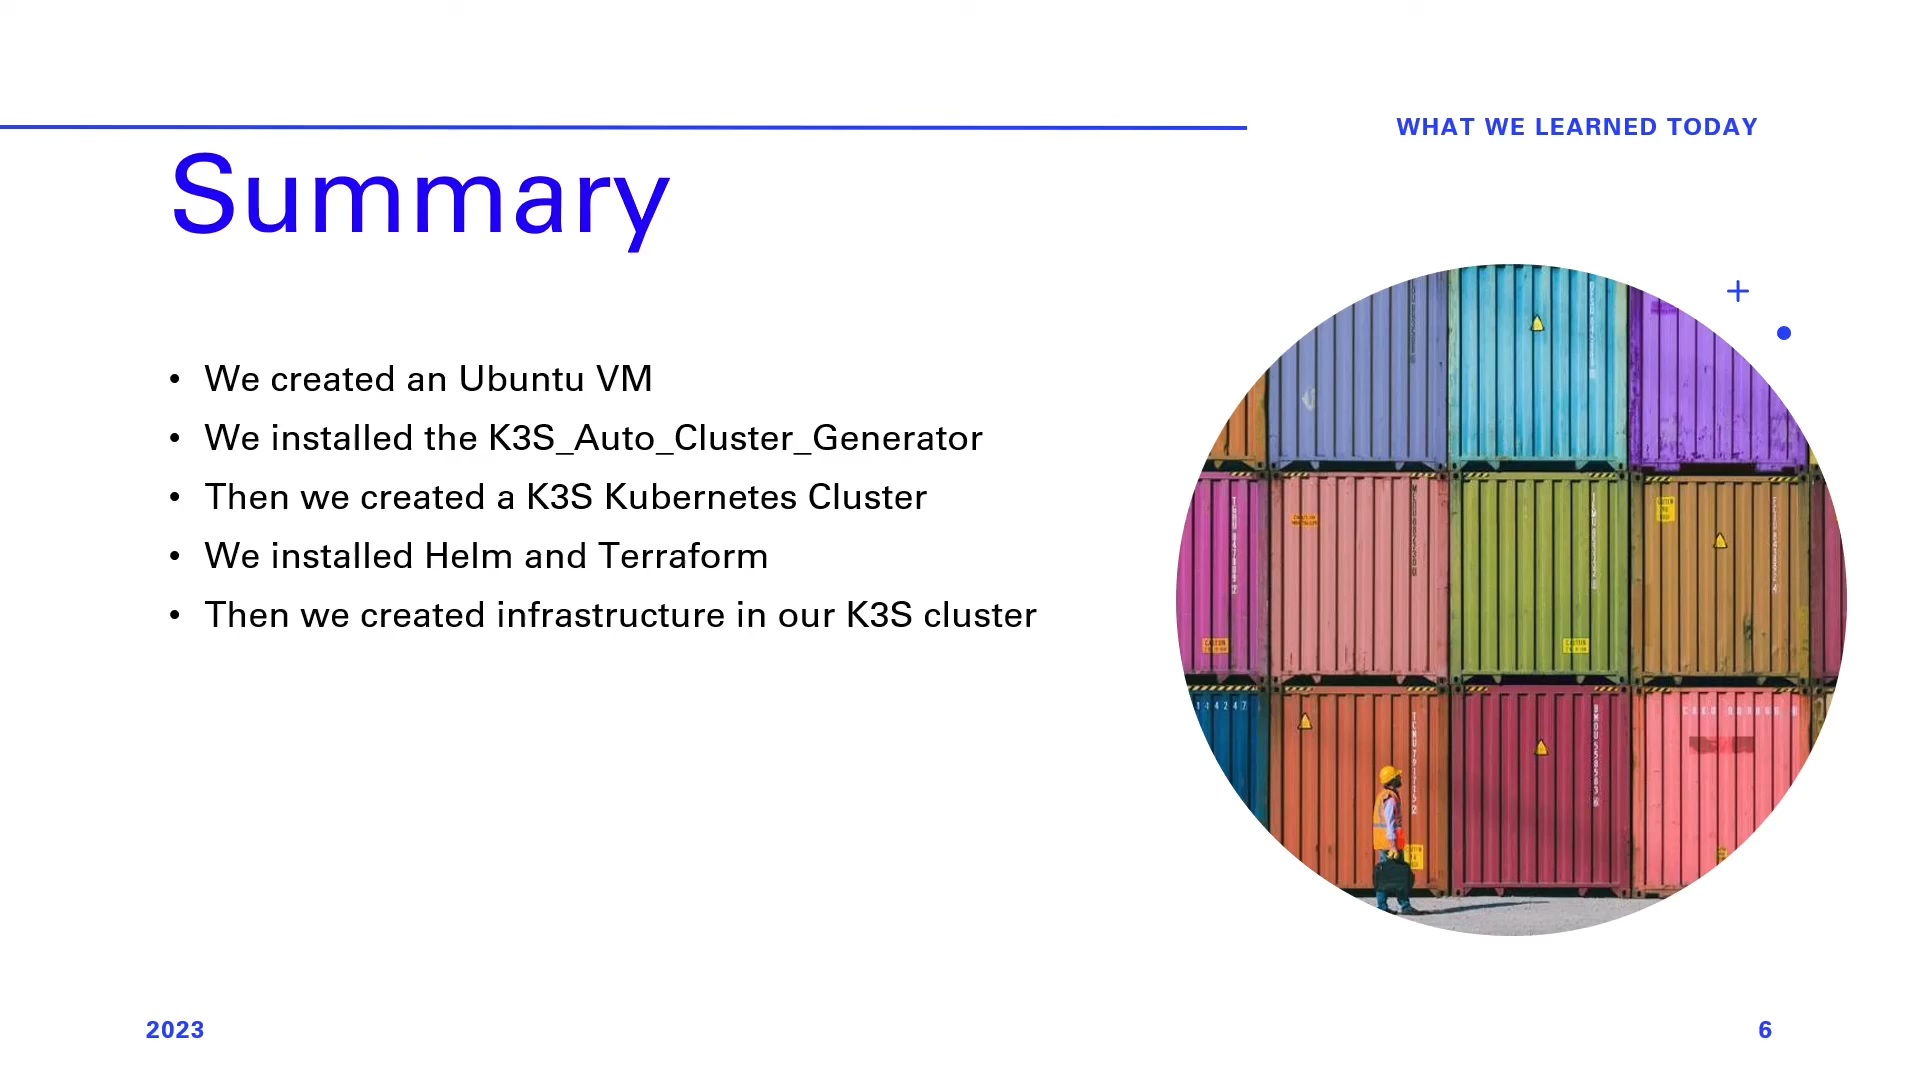 WHAT WE LEARNED TODAY
Summary
• We created an Ubuntu VM
• We installed the K3S_Auto_Cluster_Generator
• Then we created a K3S Kubernetes Cluster
• We installed Helm and Terraform
• Then we created infrastructure in our K3S cluster
2023
6